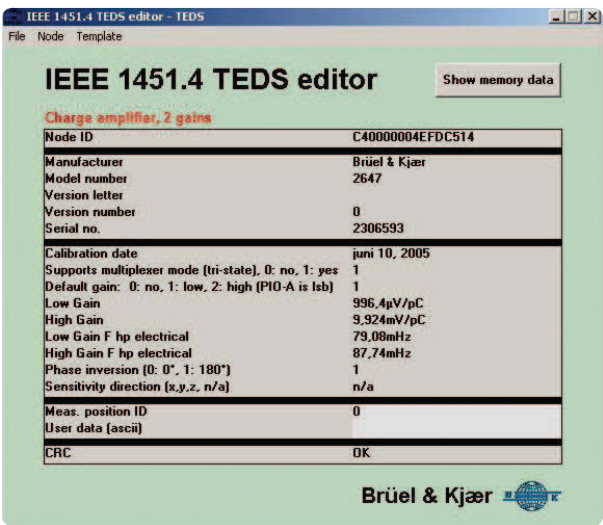 IEEE 1451.4 TEDS editor - TEDS
File Node Template
IEEE 1451.4 TEDS editor
Show memory data
Charge amplifier, 2 gains
Node ID C40000004EFDC514
Manufacturer Brüel & Kjær
Model number 2647
Version letter
Version number 0
Serial no. 2306593
Calibration date juni 10, 2005
Supports multiplexer mode (tri-state), 0: no, 1: yes 1
Default gain: 0: no, 1: low, 2: high (PIO-A is lsb) 1
Low Gain 996,4µV/pC
High Gain 9,924mV/pC
Low Gain F hp electrical 79,08mHz
High Gain F hp electrical 87,74mHz
Phase inversion (0: 0°, 1: 180°) 1
Sensitivity direction (x,y,z, n/a) n/a
Meas. position ID 0
User data (ascii)
CRC OK
Brüel & Kjær B K